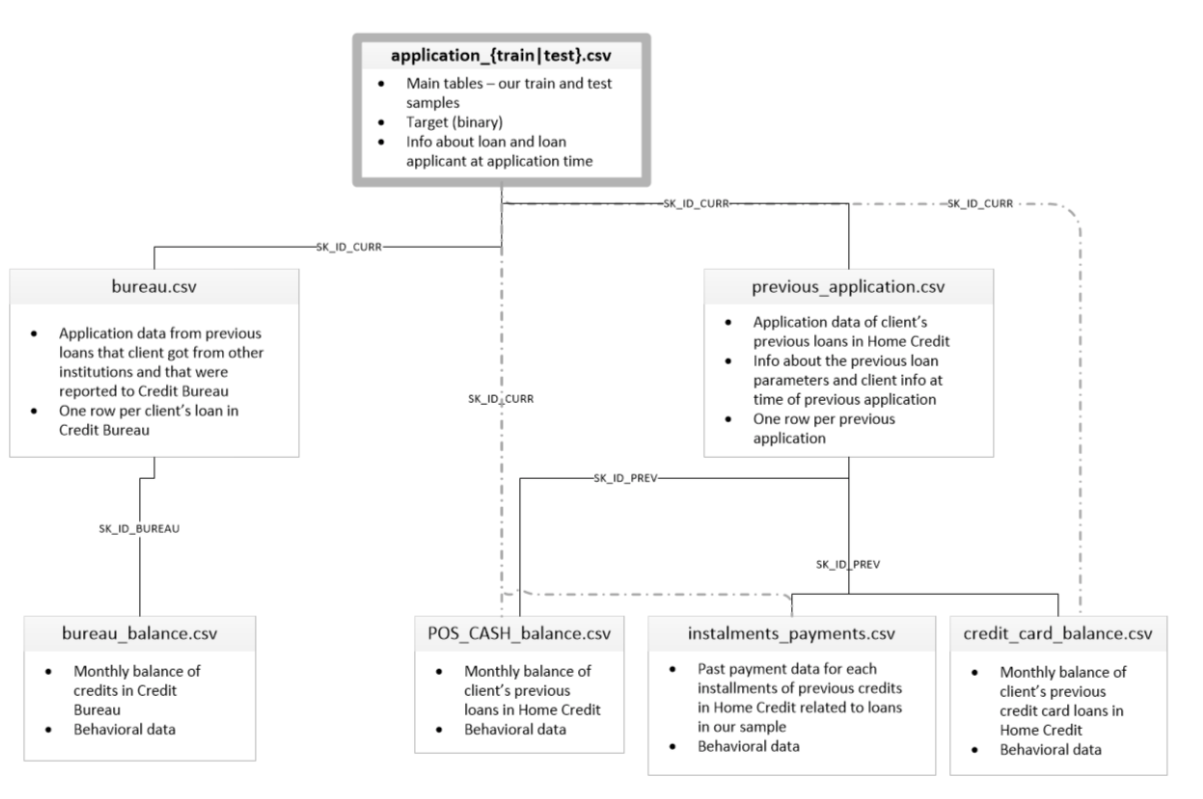 application_{train|test}.csv
• Main tables – our train and test
samples
• Target (binary)
• Info about loan and loan
applicant at application time
SK_ID_CURR
SK_ID_CURR
SK_ID_CURR
bureau.csv
• Application data from previous
loans that client got from other
institutions and that were
reported to Credit Bureau
• One row per client's loan in
Credit Bureau
previous_application.csv
• Application data of client's
previous loans in Home Credit
• Info about the previous loan
parameters and client info at
time of previous application
• One row per previous
application
SK_ID_CURR
SK_ID_PREV
SK_ID_BUREAU
SK_ID_PREV
bureau_balance.csv
• Monthly balance of
credits in Credit
Bureau
• Behavioral data
POS_CASH_balance.csv
• Monthly balance of
client's previous
loans in Home Credit
• Behavioral data
instalments_payments.csv
• Past payment data for each
installments of previous credits
in Home Credit related to loans
in our sample
• Behavioral data
credit_card_balance.csv
• Monthly balance of
client's previous
credit card loans in
Home Credit
• Behavioral data